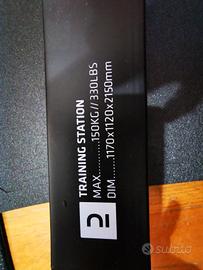 TRAINING STATION
MAX..........150KG // 330LBS
DIM.......1170x1120x2150mm
subito